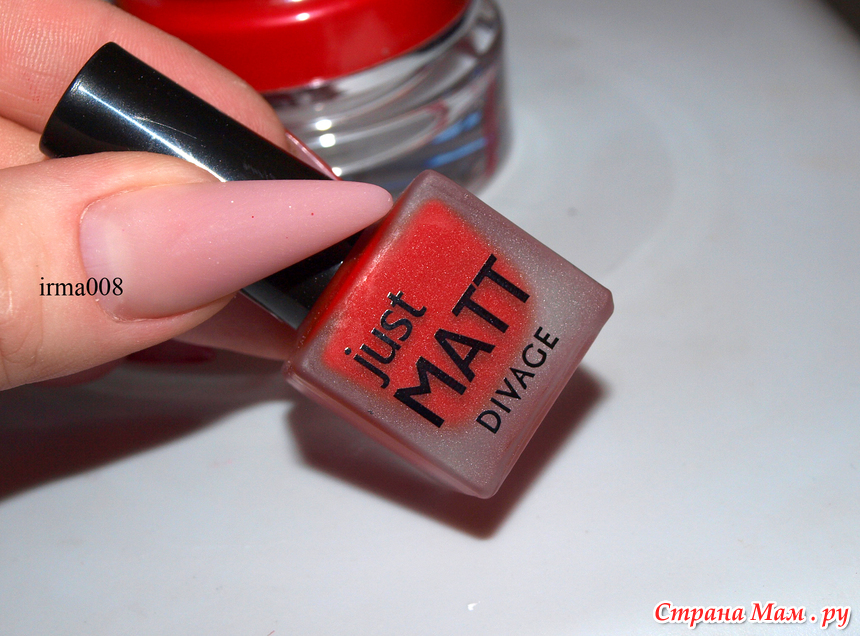 irma008
just
MATT
DIVAGE
Страна Мам . ру